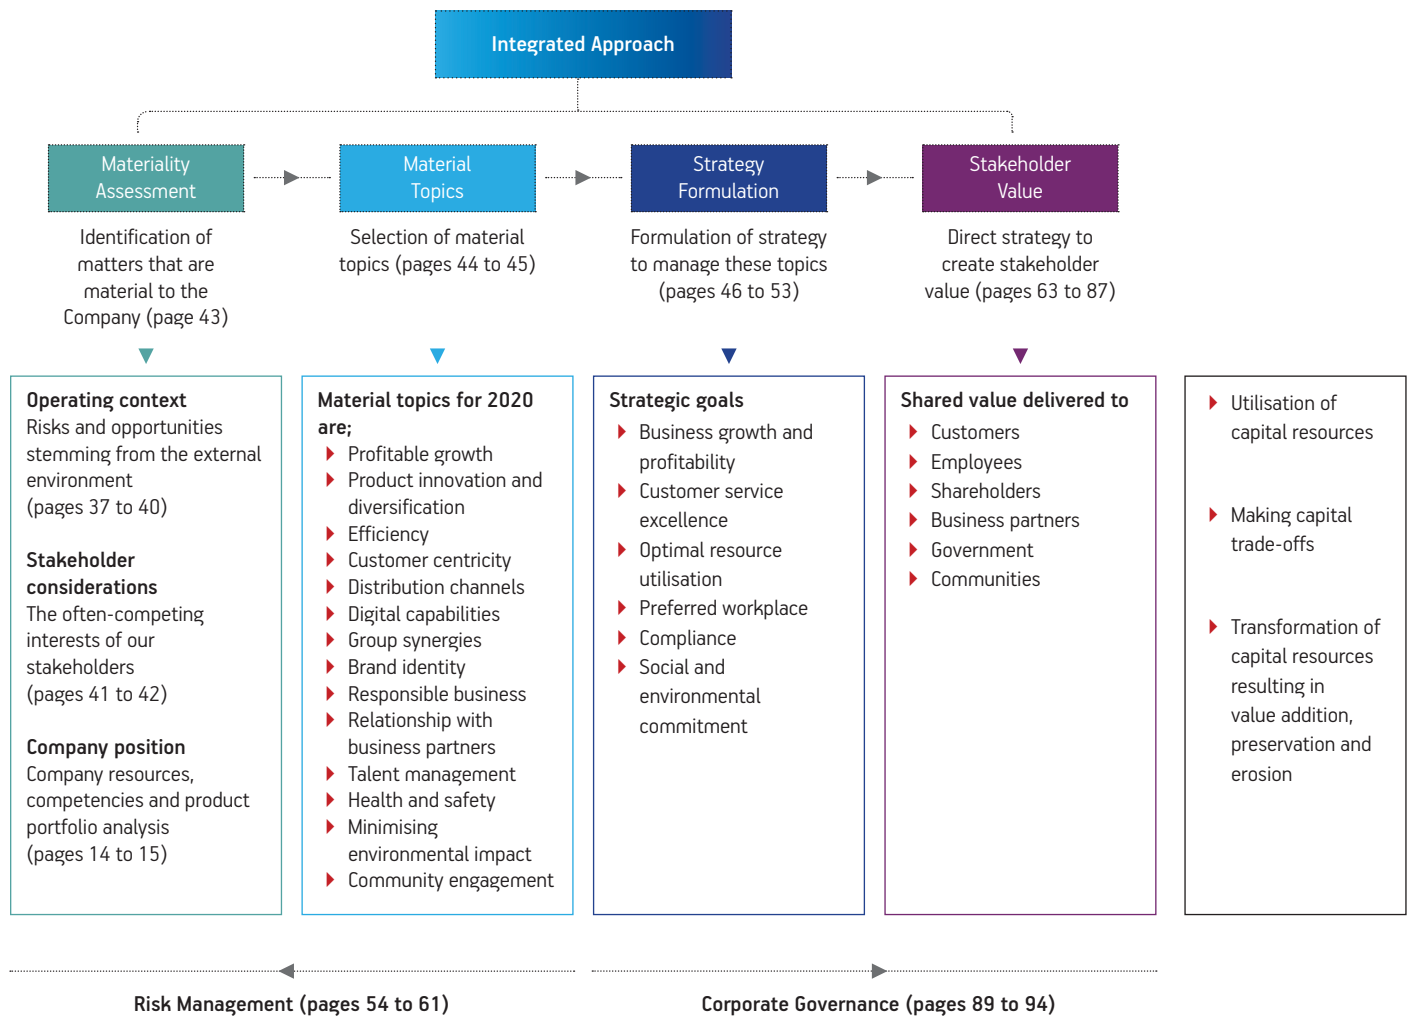 Integrated Approach
Materiality
Assessment
Identification of
matters that are
material to the
Company (page 43)
Material
Topics
Selection of material
topics (pages 44 to 45)
Strategy
Formulation
Formulation of strategy
to manage these topics
(pages 46 to 53)
Stakeholder
Value
Direct strategy to
create stakeholder
value (pages 63 to 87)
Operating context
Risks and opportunities
stemming from the external
environment
(pages 37 to 40)
Stakeholder
considerations
The often-competing
interests of our
stakeholders
(pages 41 to 42)
Company position
Company resources,
competencies and product
portfolio analysis
(pages 14 to 15)
Material topics for 2020
are;
Profitable growth
Product innovation and
diversification
Efficiency
Customer centricity
Distribution channels
Digital capabilities
Group synergies
Brand identity
Responsible business
Relationship with
business partners
Talent management
Health and safety
Minimising
environmental impact
Community engagement
Strategic goals
Business growth and
profitability
Customer service
excellence
Optimal resource
utilisation
Preferred workplace
Compliance
Social and
environmental
commitment
Shared value delivered to
Customers
Employees
Shareholders
Business partners
Government
Communities
Utilisation of
capital resources
Making capital
trade-offs
Transformation of
capital resources
resulting in
value addition,
preservation and
erosion
Risk Management (pages 54 to 61)
Corporate Governance (pages 89 to 94)